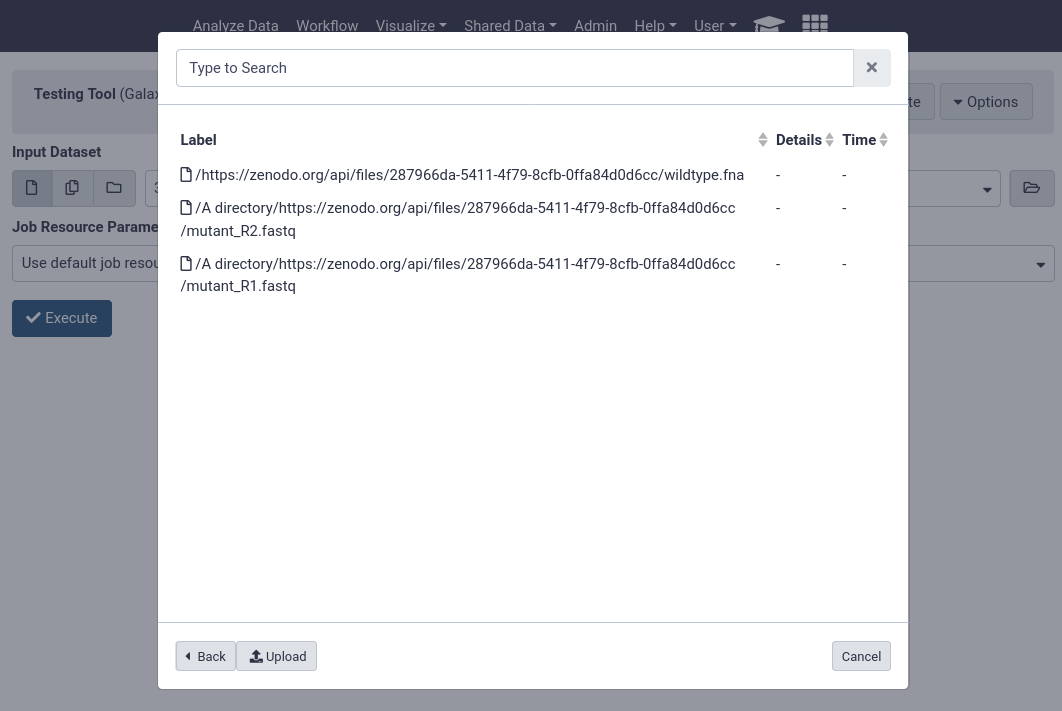 Analyze Data Workflow Visualize Shared Data Admin Help User
Testing Tool (Gala
te Options
Input Dataset
Type to Search
Label Details Time
/https://zenodo.org/api/files/287966da-5411-4f79-8cfb-0ffa84d0d6cc/wildtype.fna - -
/A directory/https://zenodo.org/api/files/287966da-5411-4f79-8cfb-0ffa84d0d6cc - -
/mutant_R2.fastq
/A directory/https://zenodo.org/api/files/287966da-5411-4f79-8cfb-0ffa84d0d6cc - -
/mutant_R1.fastq
Job Resource Parame
Use default job resou
Execute
Back Upload Cancel